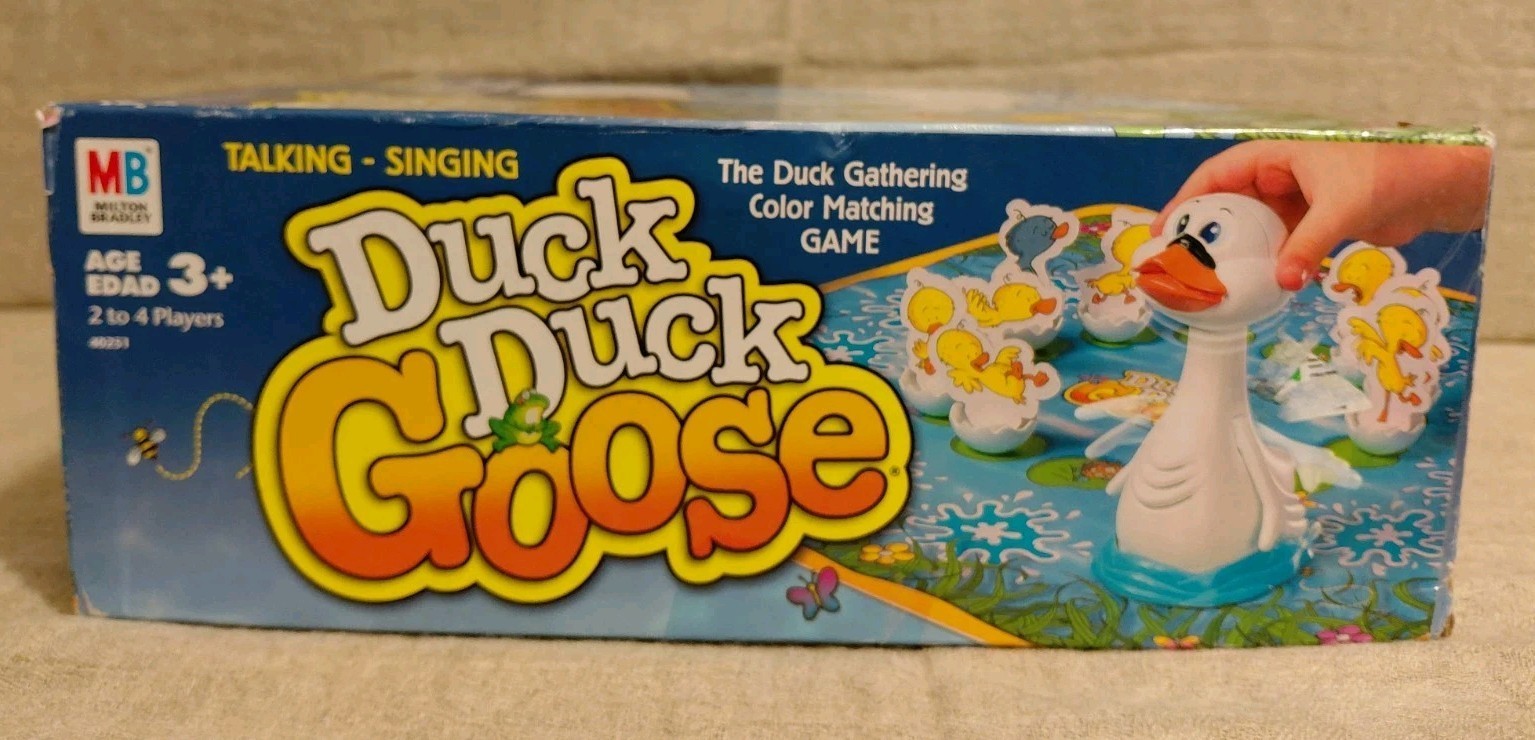 MB
MILTON
BRADLEY
AGE
EDAD 3+
2 to 4 Players
40251
TALKING - SINGING
Duck
Duck
Goose®
The Duck Gathering
Color Matching
GAME